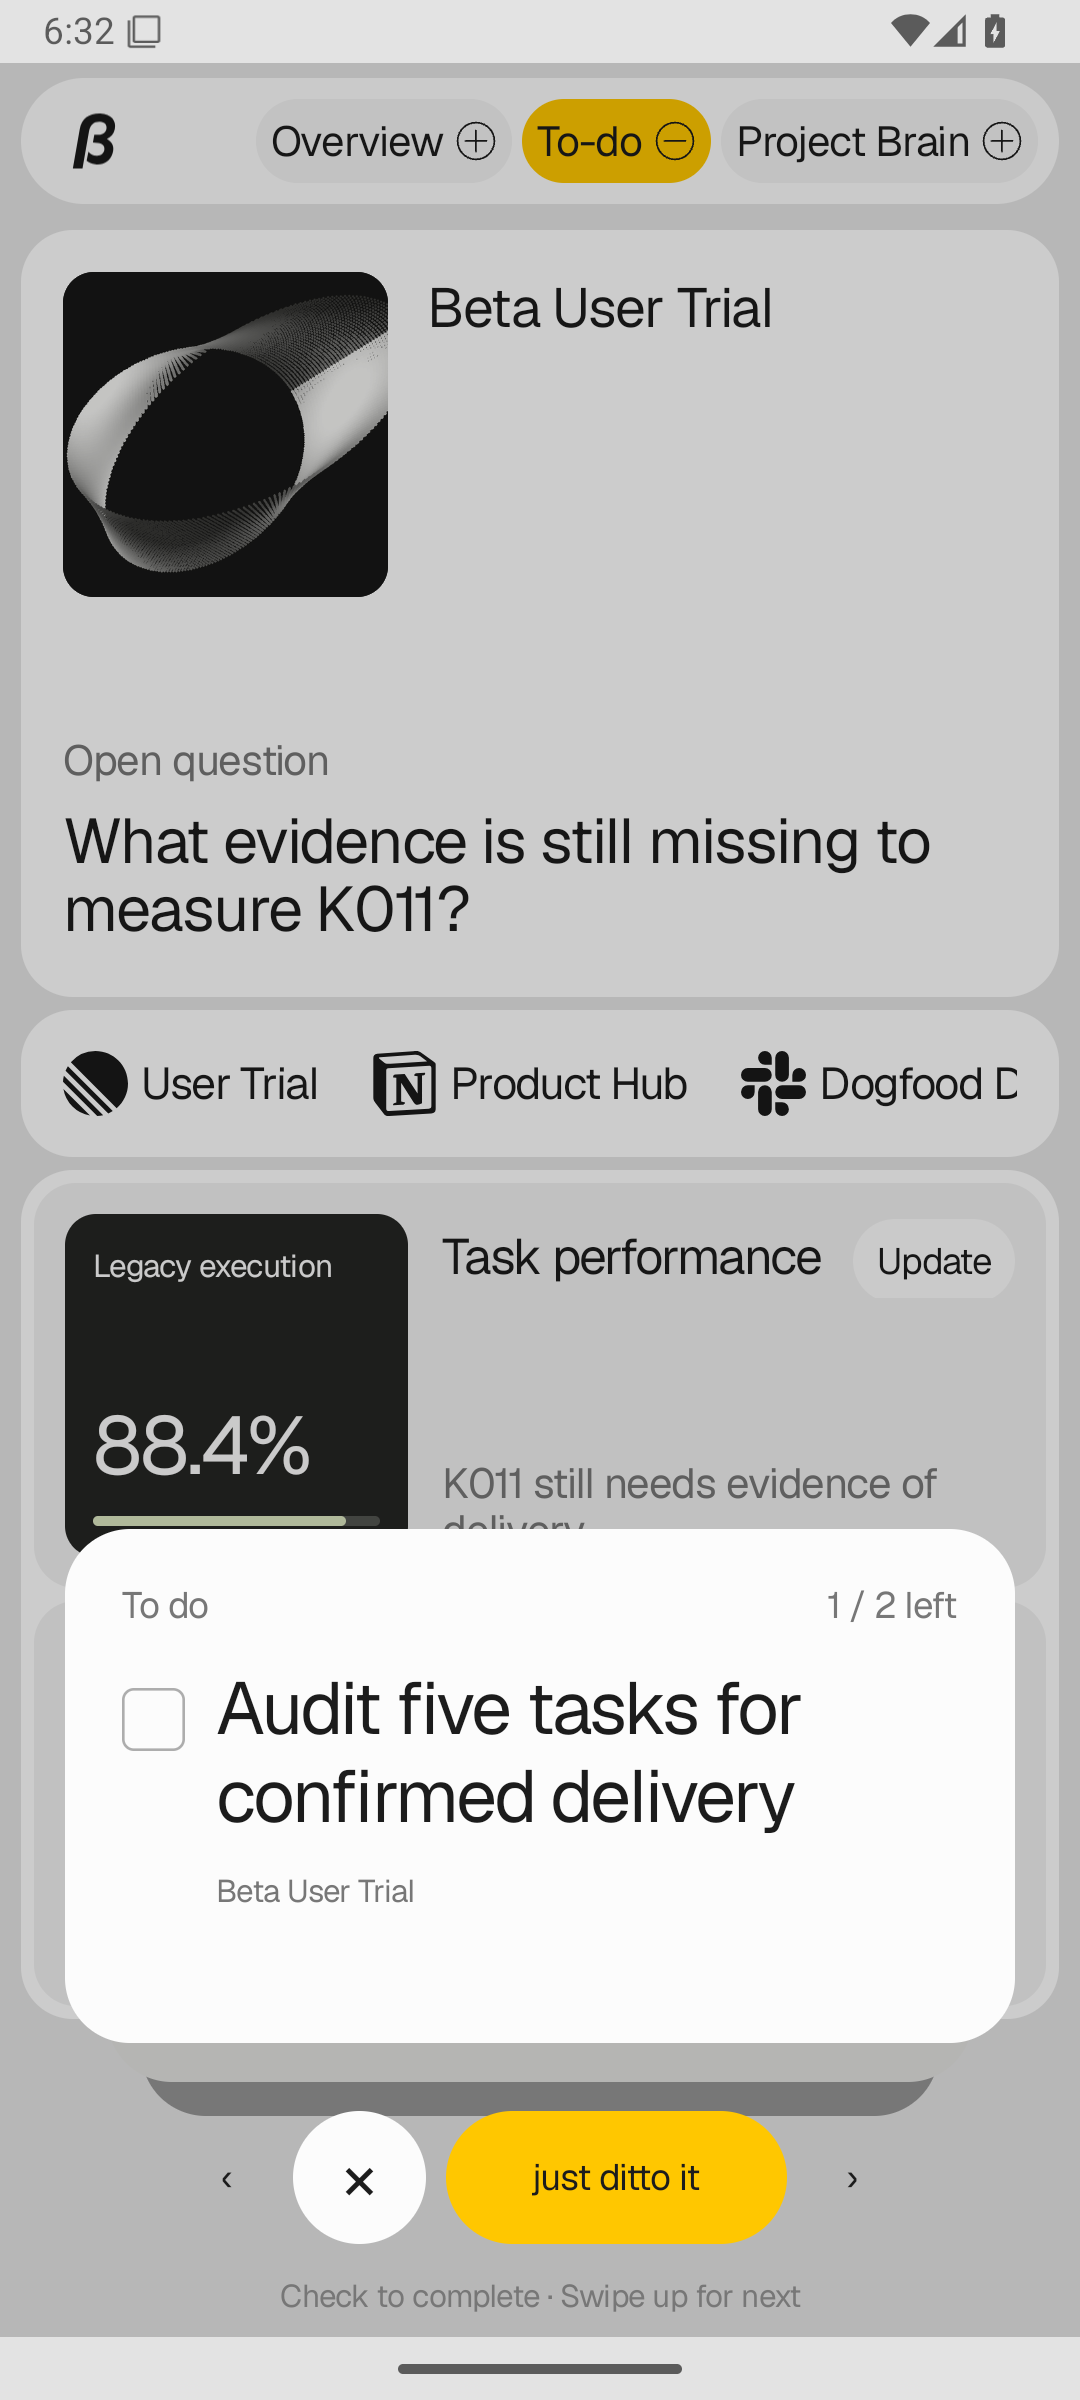 6:32
β
Overview
To-do
Project Brain
Beta User Trial
Open question
What evidence is still missing to
measure K011?
User Trial
N
Product Hub
Dogfood D
Legacy execution
88.4%
Task performance
Update
K011 still needs evidence of
delivery
To do
1 / 2 left
Audit five tasks for
confirmed delivery
Beta User Trial
‹
×
just ditto it
›
Check to complete · Swipe up for next